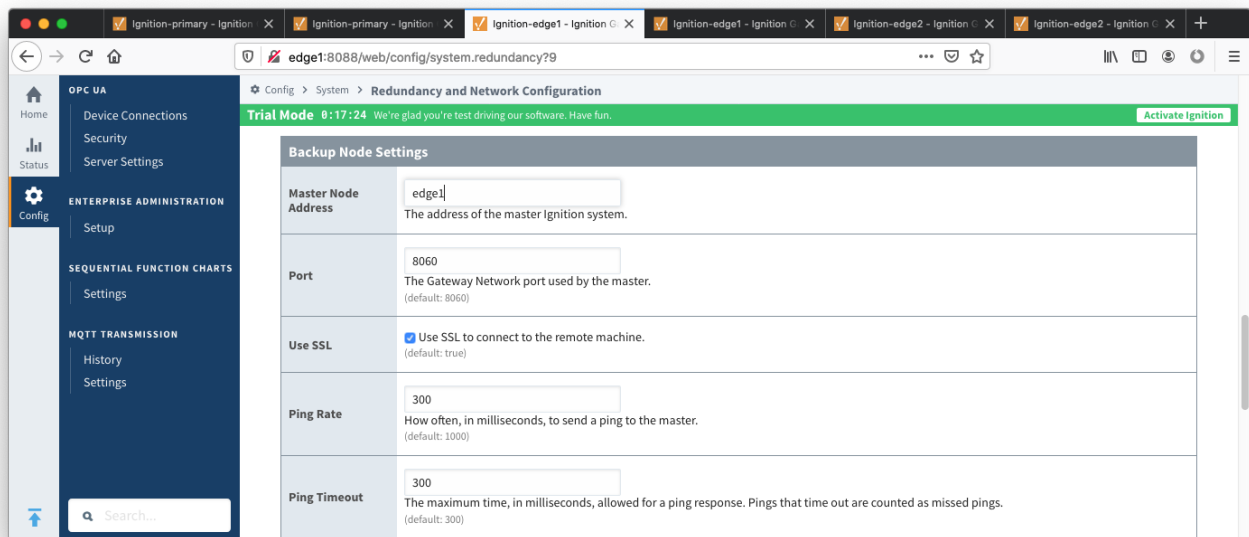 Ignition-primary - Ignition
Ignition-primary - Ignition
Ignition-edge1 - Ignition G
Ignition-edge1 - Ignition G
Ignition-edge2 - Ignition G
Ignition-edge2 - Ignition G
edge1:8088/web/config/system.redundancy?9
Home
Status
Config
OPC UA
Device Connections
Security
Server Settings
ENTERPRISE ADMINISTRATION
Setup
SEQUENTIAL FUNCTION CHARTS
Settings
MQTT TRANSMISSION
History
Settings
Search...
Config > System > Redundancy and Network Configuration
Trial Mode 0:17:24 We're glad you're test driving our software. Have fun.
Activate Ignition
Backup Node Settings
Master Node
Address
edge1
The address of the master Ignition system.
Port
8060
The Gateway Network port used by the master.
(default: 8060)
Use SSL
Use SSL to connect to the remote machine.
(default: true)
Ping Rate
300
How often, in milliseconds, to send a ping to the master.
(default: 1000)
Ping Timeout
300
The maximum time, in milliseconds, allowed for a ping response. Pings that time out are counted as missed pings.
(default: 300)